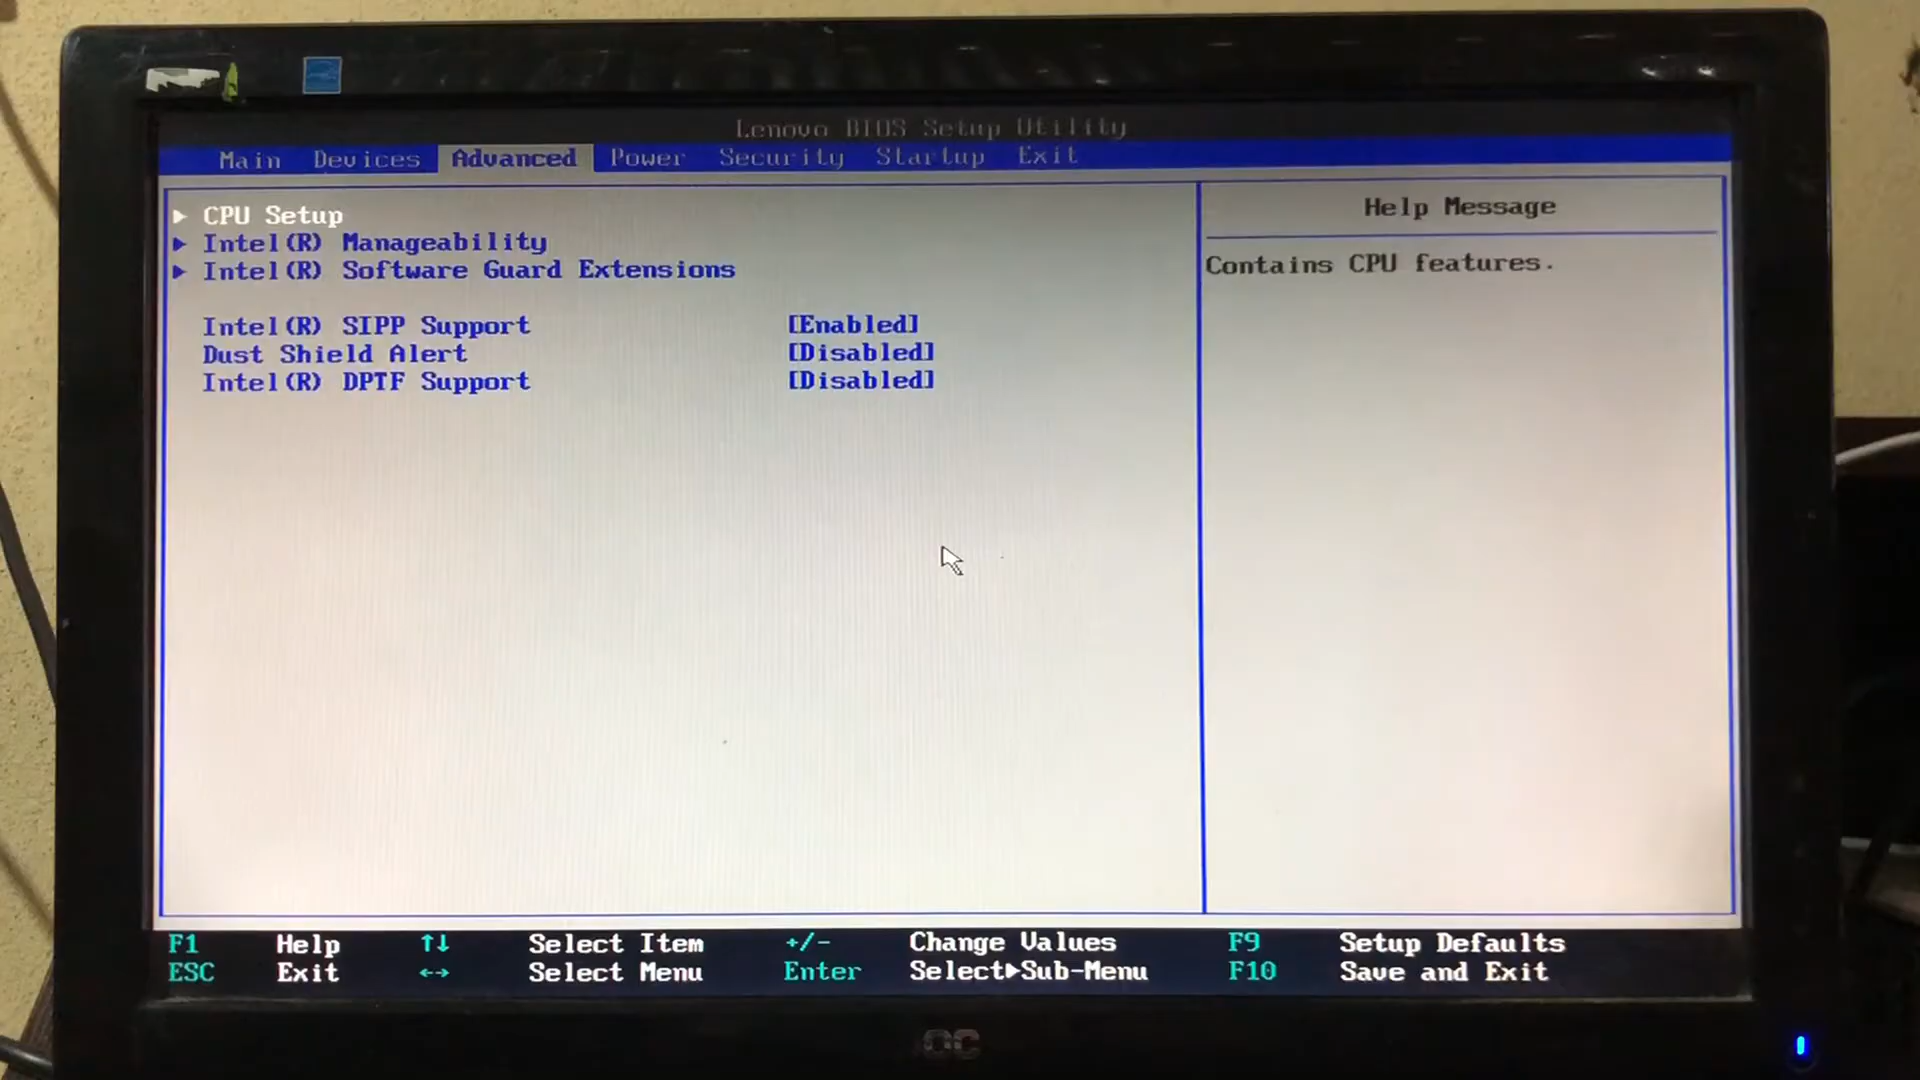 Lenovo BIOS Setup Utility
Main Devices Advanced Power Security Startup Exit
▶ CPU Setup
▶ Intel(R) Manageability
▶ Intel(R) Software Guard Extensions
Intel(R) SIPP Support [Enabled]
Dust Shield Alert [Disabled]
Intel(R) DPTF Support [Disabled]
Help Message
Contains CPU features.
F1 Help ↑↓ Select Item +/- Change Values F9 Setup Defaults
ESC Exit ←→ Select Menu Enter Select▶Sub-Menu F10 Save and Exit